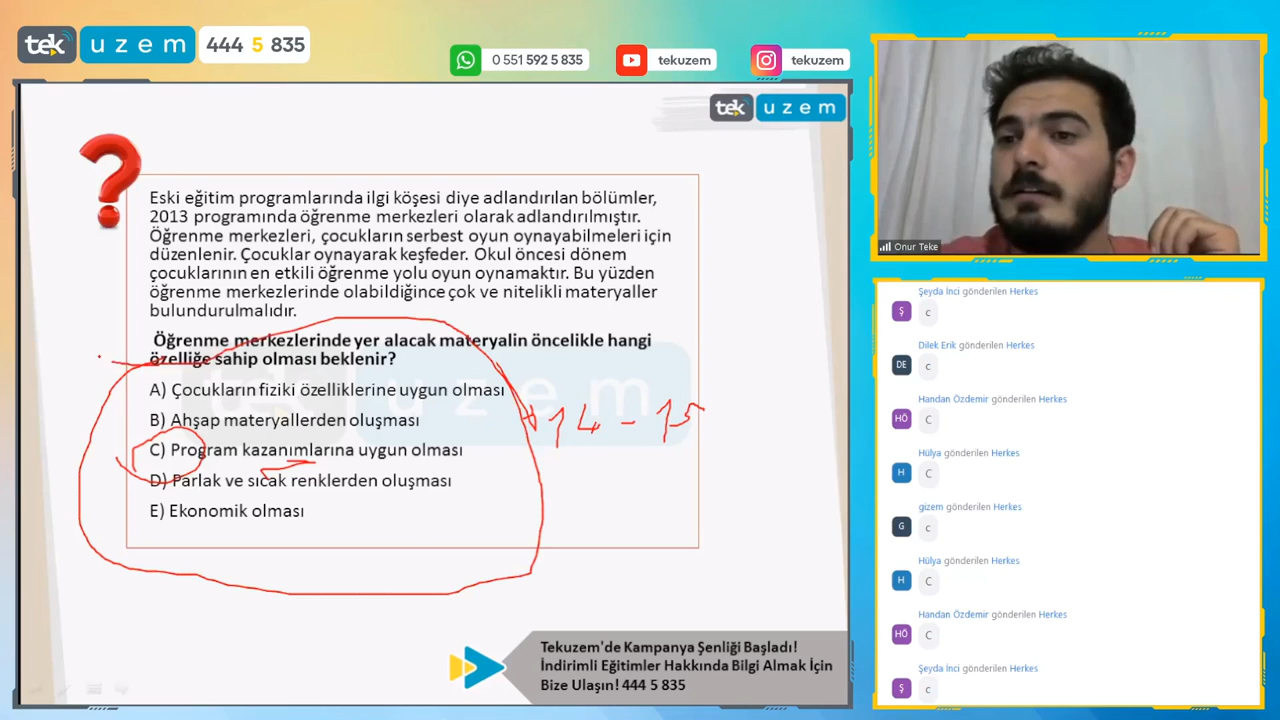 tek uzem 444 5 835
0 551 592 5 835
tekuzem
tekuzem
tek uzem
Eski eğitim programlarında ilgi köşesi diye adlandırılan bölümler,
2013 programında öğrenme merkezleri olarak adlandırılmıştır.
Öğrenme merkezleri, çocukların serbest oyun oynayabilmeleri için
düzenlenir. Çocuklar oynayarak keşfeder. Okul öncesi dönem
çocuklarının en etkili öğrenme yolu oyun oynamaktır. Bu yüzden
öğrenme merkezlerinde olabildiğince çok ve nitelikli materyaller
bulundurulmalıdır.
Öğrenme merkezlerinde yer alacak materyalin öncelikle hangi
özelliğe sahip olması beklenir?
A) Çocukların fiziki özelliklerine uygun olması
B) Ahşap materyallerden oluşması
C) Program kazanımlarına uygun olması
D) Parlak ve sıcak renklerden oluşması
E) Ekonomik olması
14 - 15
tek uzem
Tekuzem'de Kampanya Şenliği Başladı!
İndirimli Eğitimler Hakkında Bilgi Almak İçin
Bize Ulaşın! 444 5 835
Onur Teke
Şeyda İnci gönderilen Herkes
Ş c
Dilek Erik gönderilen Herkes
DE c
Handan Özdemir gönderilen Herkes
HÖ C
Hülya gönderilen Herkes
H C
gizem gönderilen Herkes
G c
Hülya gönderilen Herkes
H C
Handan Özdemir gönderilen Herkes
HÖ C
Şeyda İnci gönderilen Herkes
Ş c